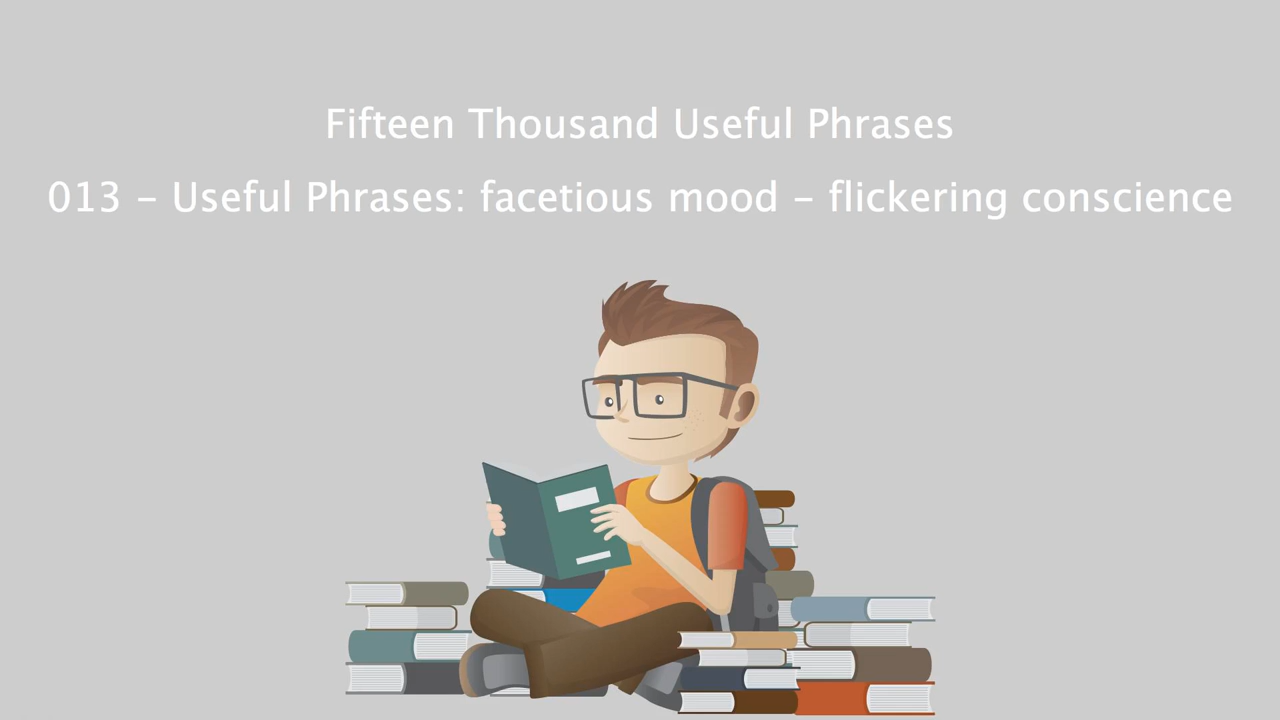 Fifteen Thousand Useful Phrases
013 – Useful Phrases: facetious mood – flickering conscience